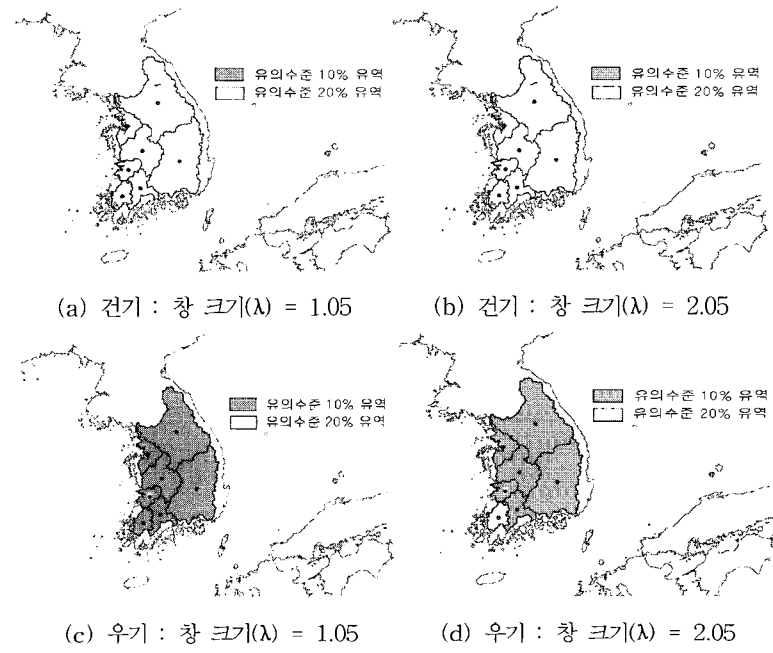 유의수준 10% 유역
유의수준 20% 유역
유의수준 10% 유역
유의수준 20% 유역
(a) 건기 : 창 크기(λ) = 1.05
(b) 건기 : 창 크기(λ) = 2.05
유의수준 10% 유역
유의수준 20% 유역
유의수준 10% 유역
유의수준 20% 유역
(c) 우기 : 창 크기(λ) = 1.05
(d) 우기 : 창 크기(λ) = 2.05